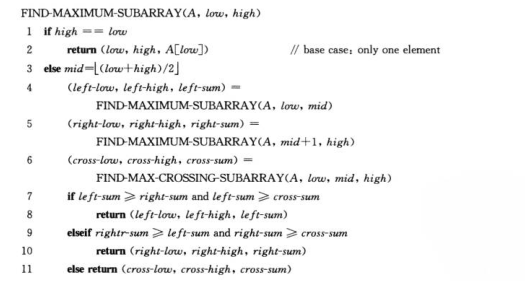 FIND-MAXIMUM-SUBARRAY(A, low, high)
1 if high == low
2 return (low, high, A[low]) // base case: only one element
3 else mid=⌊(low+high)/2⌋
4 (left-low, left-high, left-sum) =
FIND-MAXIMUM-SUBARRAY(A, low, mid)
5 (right-low, right-high, right-sum) =
FIND-MAXIMUM-SUBARRAY(A, mid+1, high)
6 (cross-low, cross-high, cross-sum) =
FIND-MAX-CROSSING-SUBARRAY(A, low, mid, high)
7 if left-sum ⩾ right-sum and left-sum ⩾ cross-sum
8 return (left-low, left-high, left-sum)
9 elseif rightr-sum ⩾ left-sum and right-sum ⩾ cross-sum
10 return (right-low, right-high, right-sum)
11 else return (cross-low, cross-high, cross-sum)